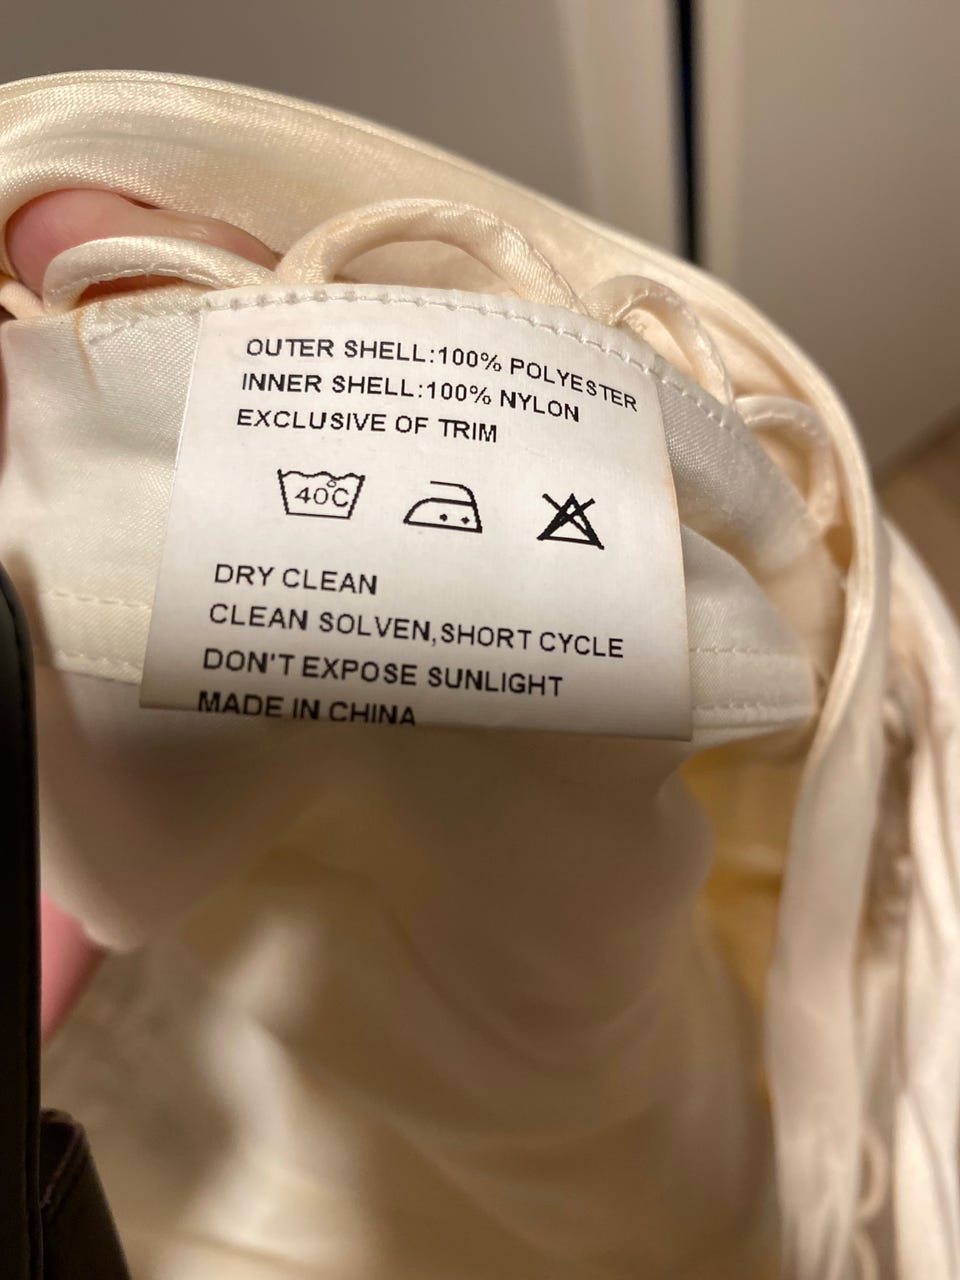 OUTER SHELL:100% POLYESTER
INNER SHELL:100% NYLON
EXCLUSIVE OF TRIM
40°C
DRY CLEAN
CLEAN SOLVEN,SHORT CYCLE
DON'T EXPOSE SUNLIGHT
MADE IN CHINA